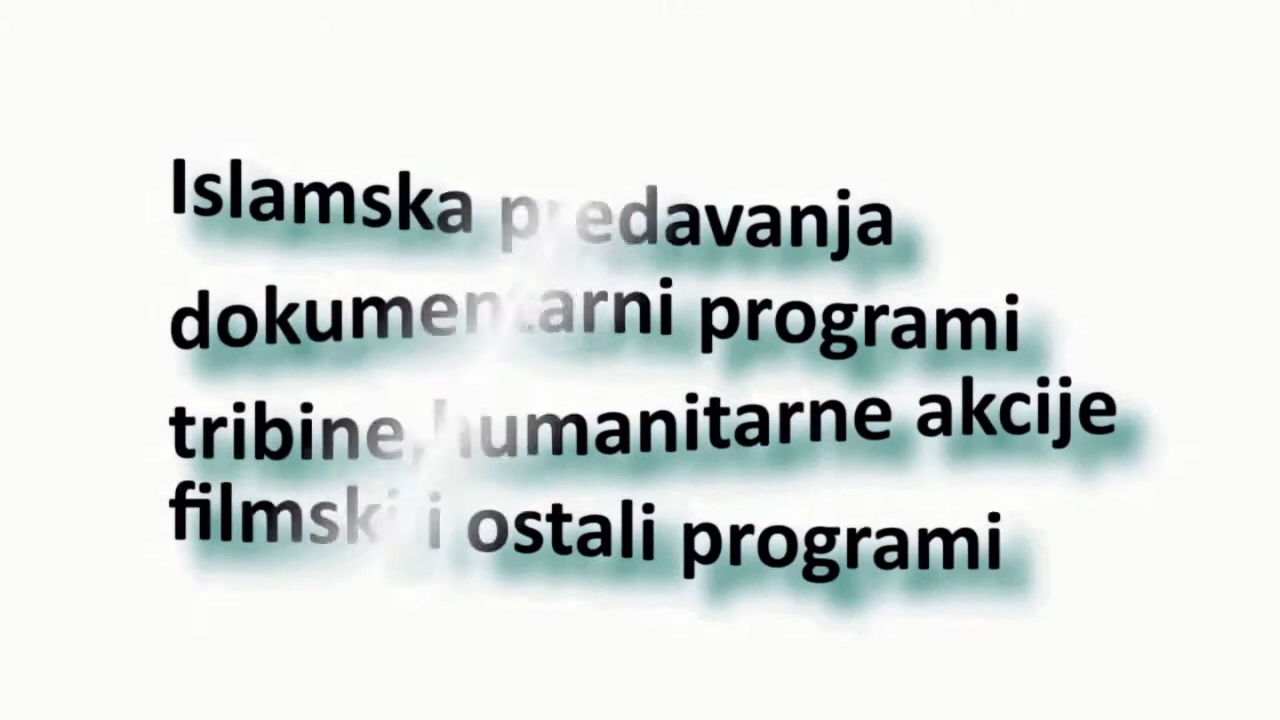 Islamska predavanja
dokumentarni programi
tribine, humanitarne akcije
filmski i ostali programi